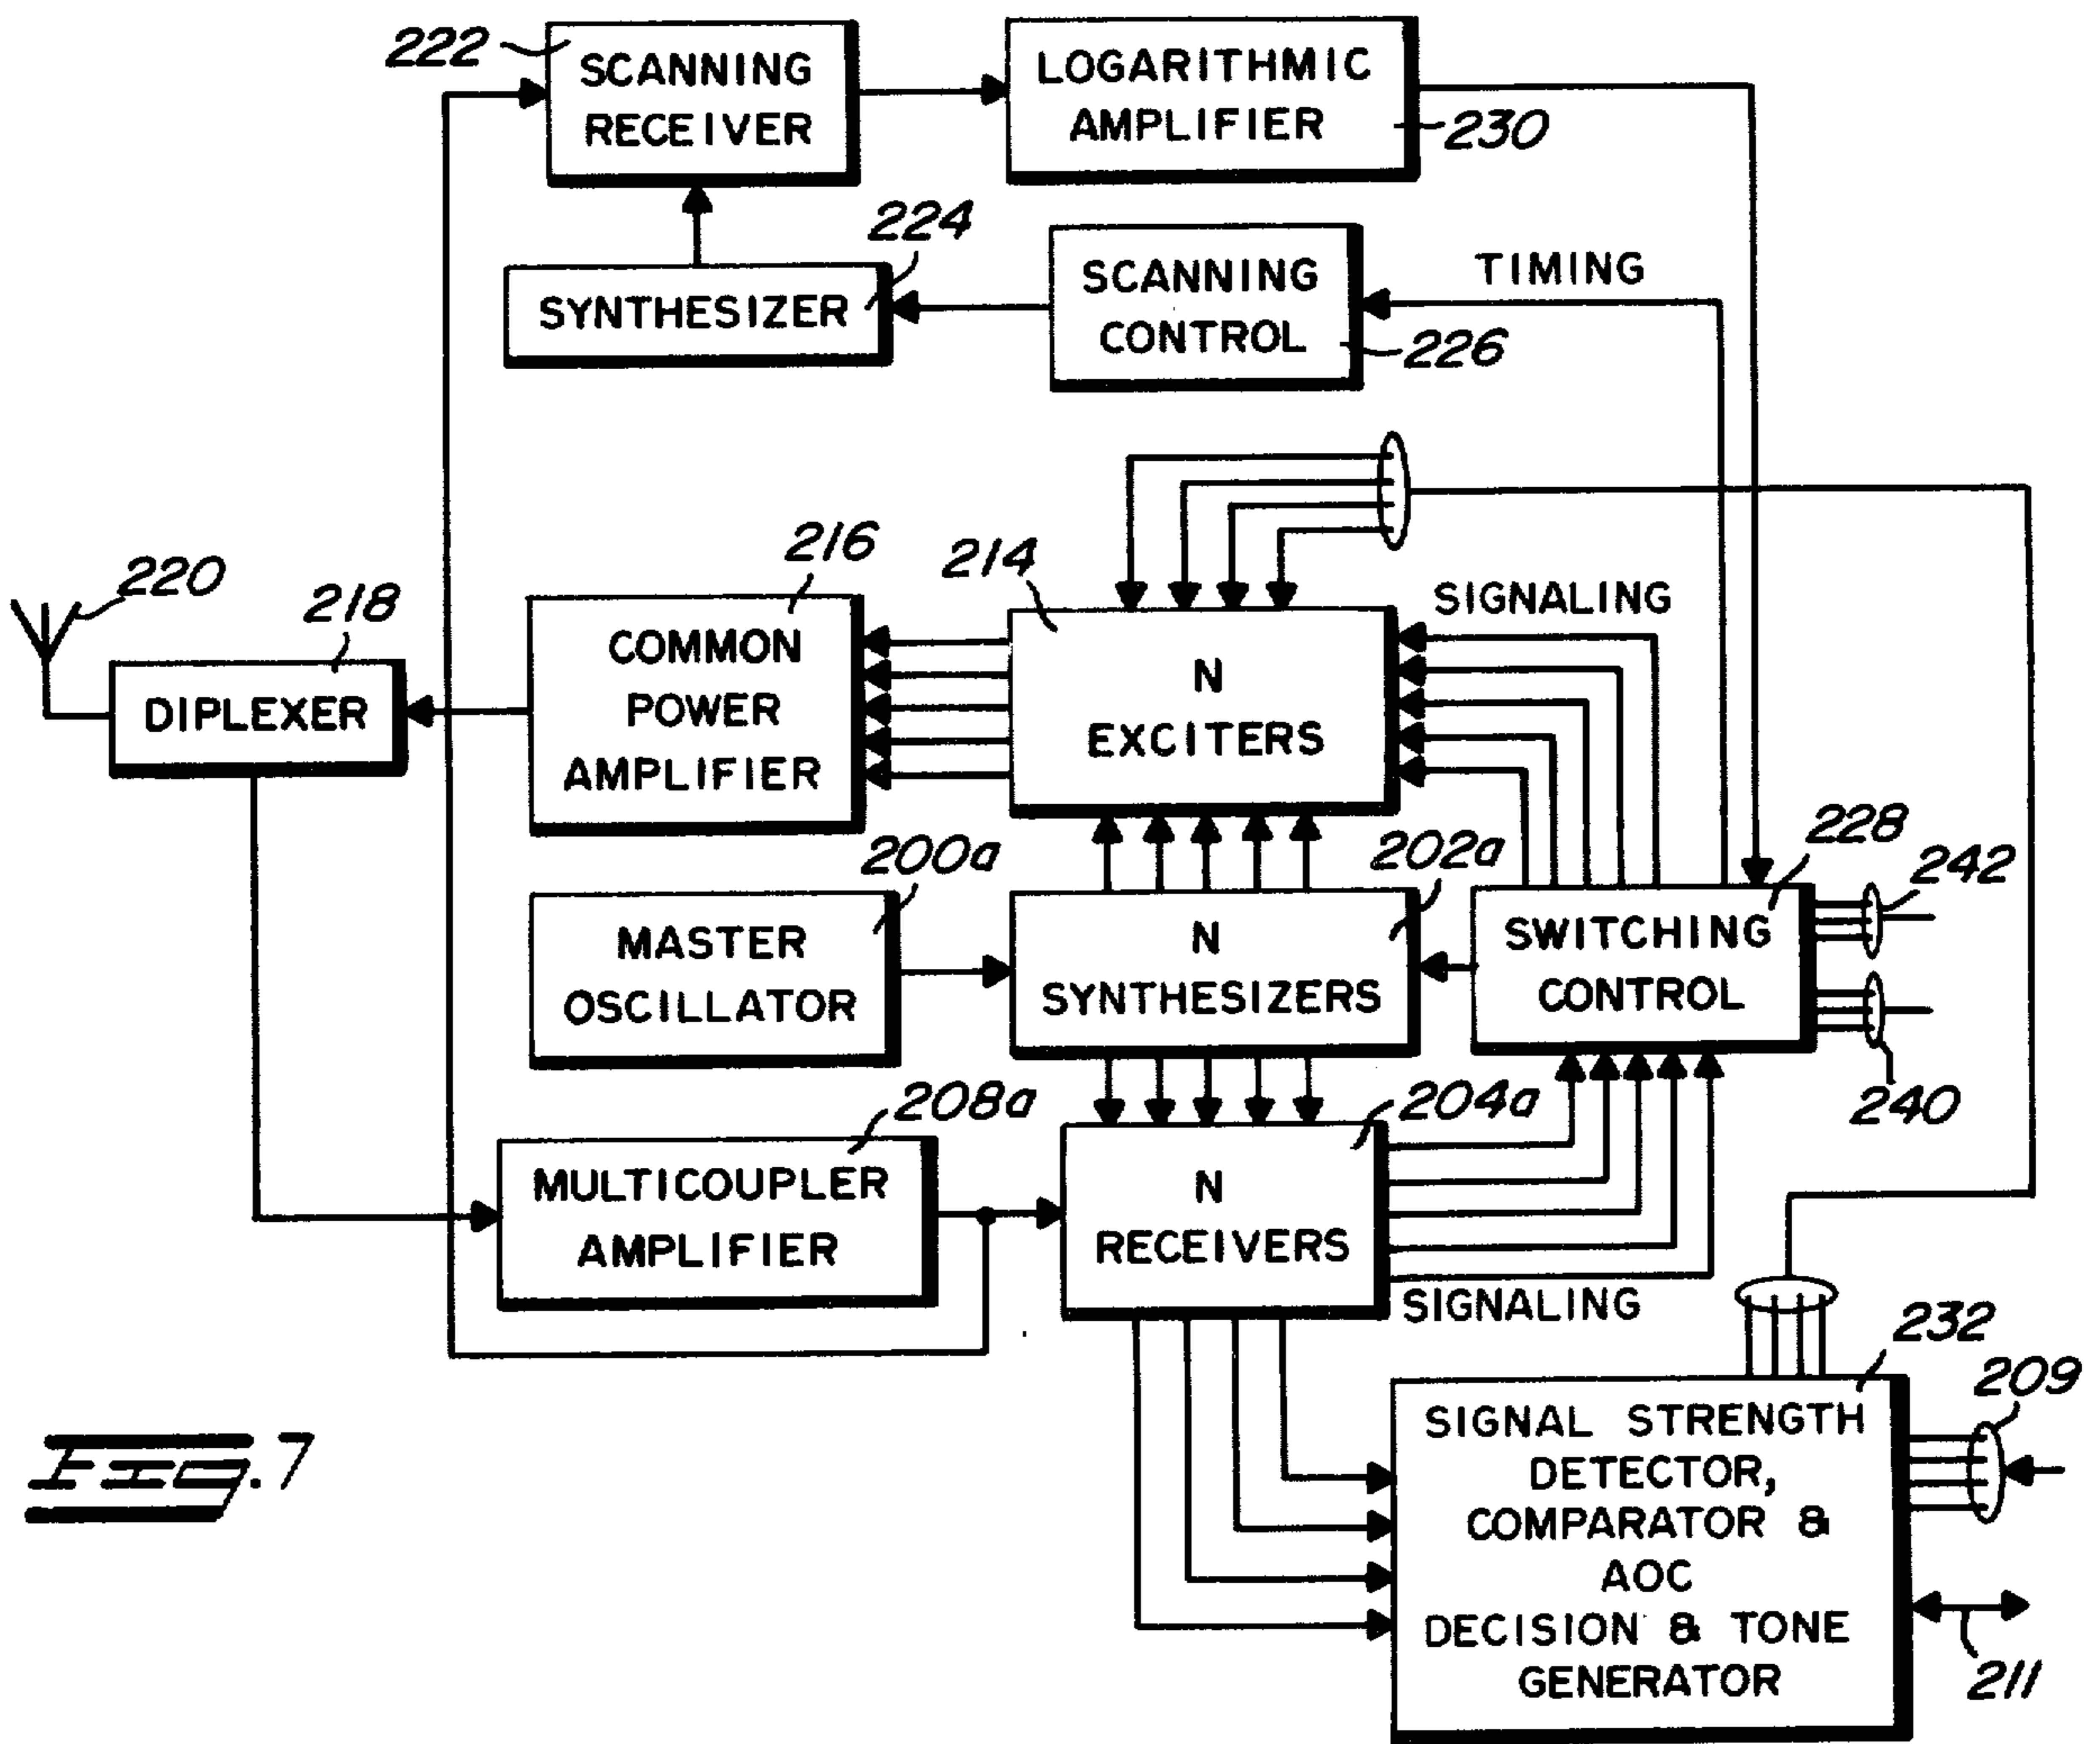 222
SCANNING
RECEIVER
LOGARITHMIC
AMPLIFIER
230
224
SYNTHESIZER
SCANNING
CONTROL
226
TIMING
220
218
DIPLEXER
216
COMMON
POWER
AMPLIFIER
214
N
EXCITERS
SIGNALING
200a
MASTER
OSCILLATOR
202a
N
SYNTHESIZERS
228
SWITCHING
CONTROL
242
240
208a
MULTICOUPLER
AMPLIFIER
204a
N
RECEIVERS
SIGNALING
232
SIGNAL STRENGTH
DETECTOR,
COMPARATOR &
AOC
DECISION & TONE
GENERATOR
209
211
FIG. 7